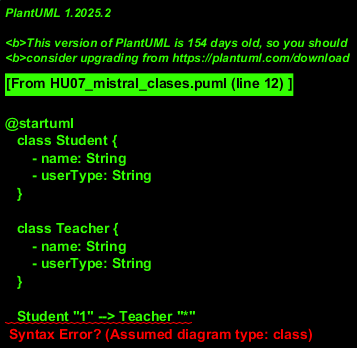 PlantUML 1.2025.2
<b>This version of PlantUML is 154 days old, so you should
<b>consider upgrading from https://plantuml.com/download
[From HU07_mistral_clases.puml (line 12) ]
@startuml
class Student {
- name: String
- userType: String
}
class Teacher {
- name: String
- userType: String
}
Student "1" --> Teacher "*"
Syntax Error? (Assumed diagram type: class)